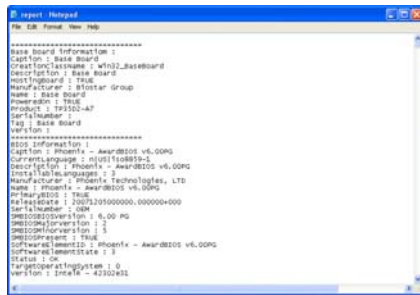 report - Notepad
File Edit Format View Help
==============================
Base Board Informatiom :
Caption : Base Board
CreationClassName : Win32_BaseBoard
Description : Base Board
HostingBoard : TRUE
Manufacturer : Biostar Group
Name : Base Board
PoweredOn : TRUE
Product : TP35D2-A7
SerialNumber :
Tag : Base Board
Version :
==============================
BIOS Information :
Caption : Phoenix - AwardBIOS v6.00PG
CurrentLanguage : n|US|iso8859-1
Description : Phoenix - AwardBIOS v6.00PG
InstallableLanguages : 3
Manufacturer : Phoenix Technologies, LTD
Name : Phoenix - AwardBIOS v6.00PG
PrimaryBIOS : TRUE
ReleaseDate : 20071205000000.000000+000
SerialNumber : OEM
SMBIOSBIOSVersion : 6.00 PG
SMBIOSMajorVersion : 2
SMBIOSMinorVersion : 5
SMBIOSPresent : TRUE
SoftwareElementID : Phoenix - AwardBIOS v6.00PG
SoftwareElementState : 3
Status : OK
TargetOperatingSystem : 0
Version : IntelR - 42302e31